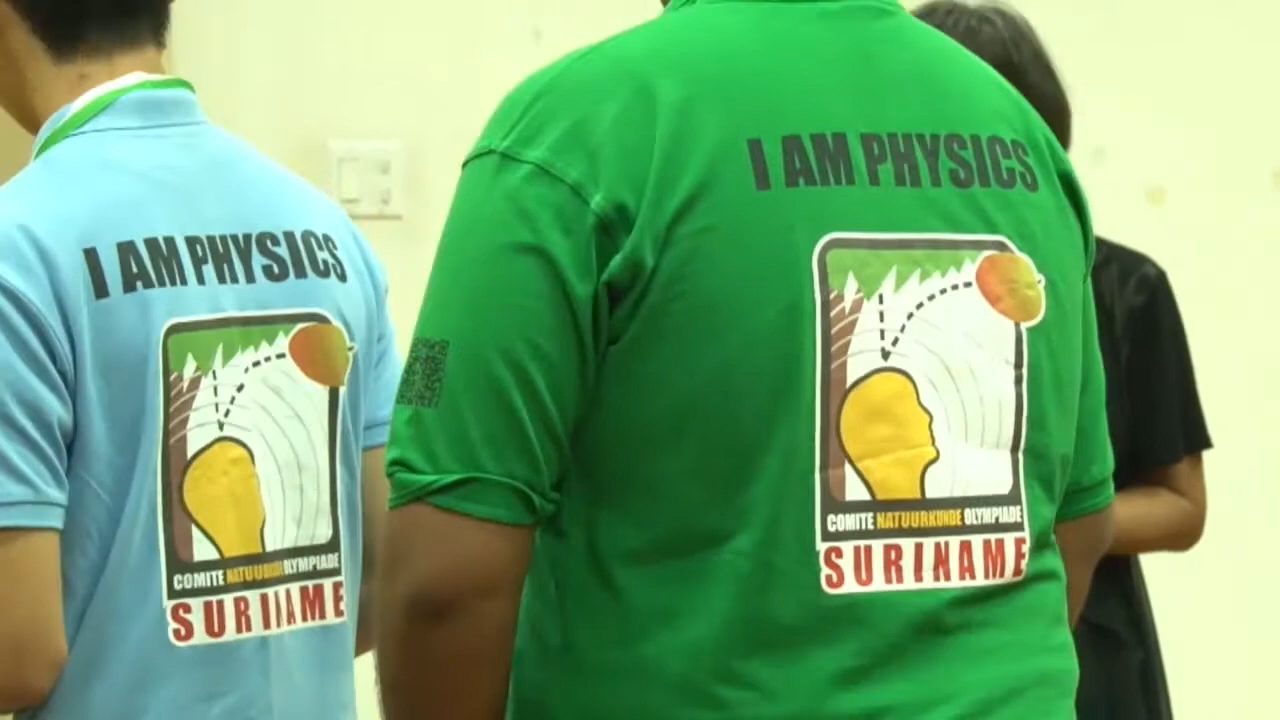 I AM PHYSICS
COMITE NATUURKUNDE OLYMPIADE
SURINAME
I AM PHYSICS
COMITE NATUURKUNDE OLYMPIADE
SURINAME